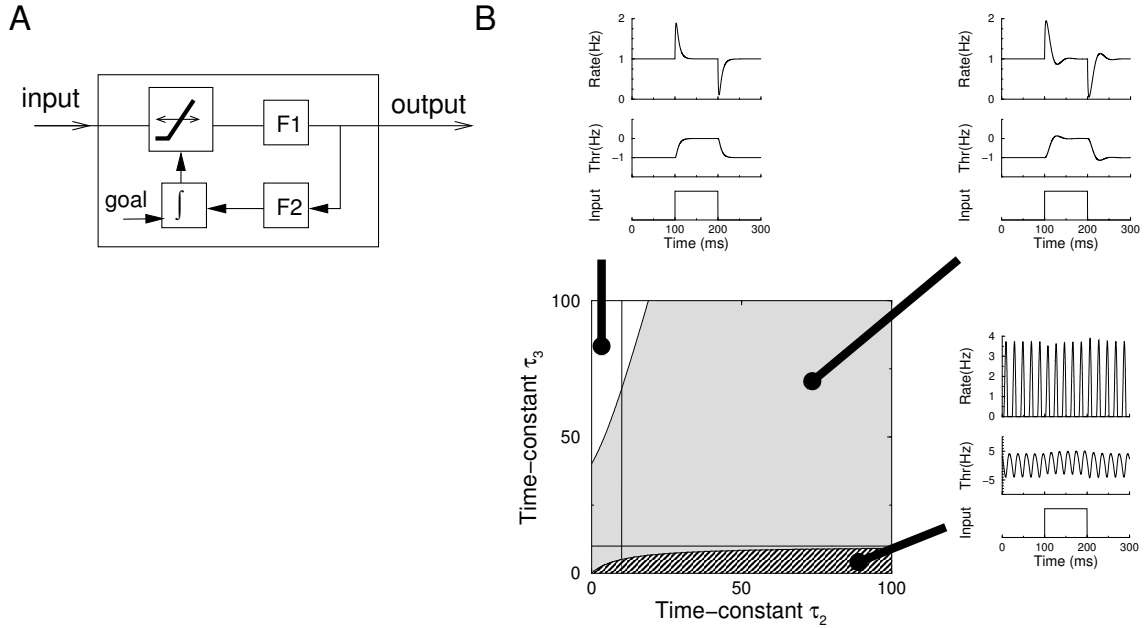 A
input
output
F1
goal
∫
F2
B
Rate(Hz)
2
1
0
Thr(Hz)
0
−1
Input
0 100 200 300
Time (ms)
Rate(Hz)
2
1
0
Thr(Hz)
0
−1
Input
0 100 200 300
Time (ms)
Time−constant τ3
100
50
0
0 50 100
Time−constant τ2
Rate(Hz)
4
3
2
1
0
Thr(Hz)
5
−5
Input
0 100 200 300
Time (ms)